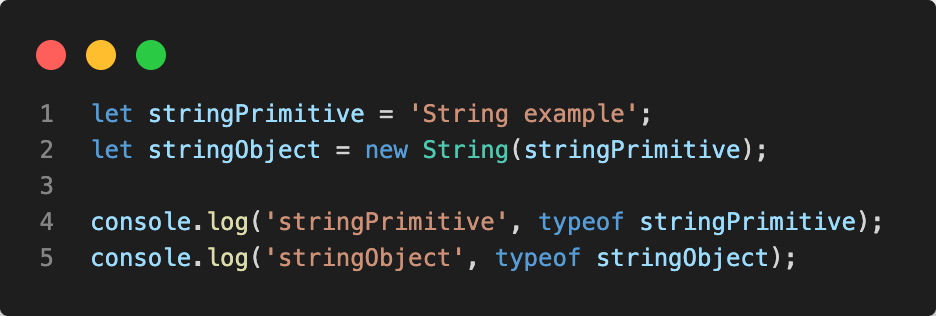 1 let stringPrimitive = 'String example';
2 let stringObject = new String(stringPrimitive);
3
4 console.log('stringPrimitive', typeof stringPrimitive);
5 console.log('stringObject', typeof stringObject);